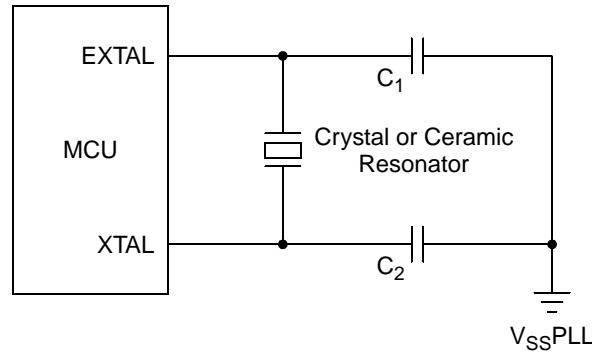 EXTAL
C1
MCU
Crystal or Ceramic
Resonator
XTAL
C2
VSSPLL